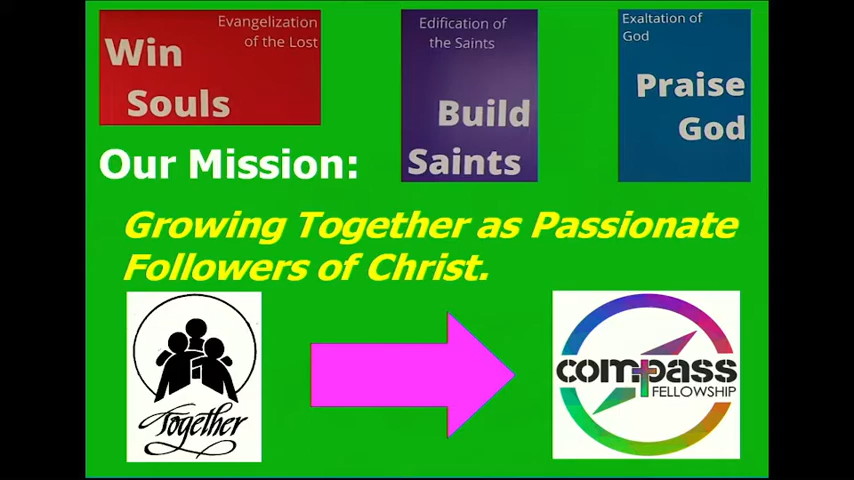 Evangelization
of the Lost
Win
Souls
Edification of
the Saints
Build
Saints
Exaltation of
God
Praise
God
Our Mission:
Growing Together as Passionate
Followers of Christ.
Together
compass
FELLOWSHIP